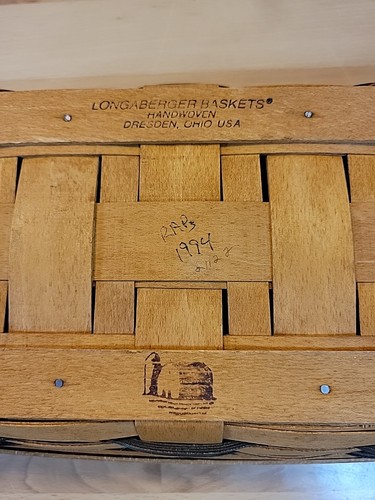 LONGABERGER BASKETS®
HANDWOVEN
DRESDEN, OHIO USA
1994